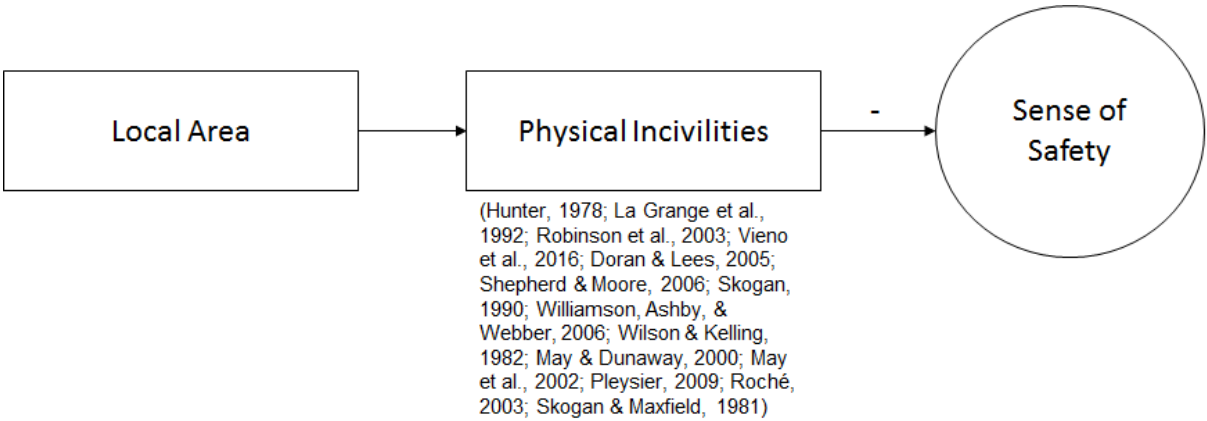 Local Area
Physical Incivilities
-
Sense of
Safety
(Hunter, 1978; La Grange et al.,
1992; Robinson et al., 2003; Vieno
et al., 2016; Doran & Lees, 2005;
Shepherd & Moore, 2006; Skogan,
1990; Williamson, Ashby, &
Webber, 2006; Wilson & Kelling,
1982; May & Dunaway, 2000; May
et al., 2002; Pleysier, 2009; Roché,
2003; Skogan & Maxfield, 1981)